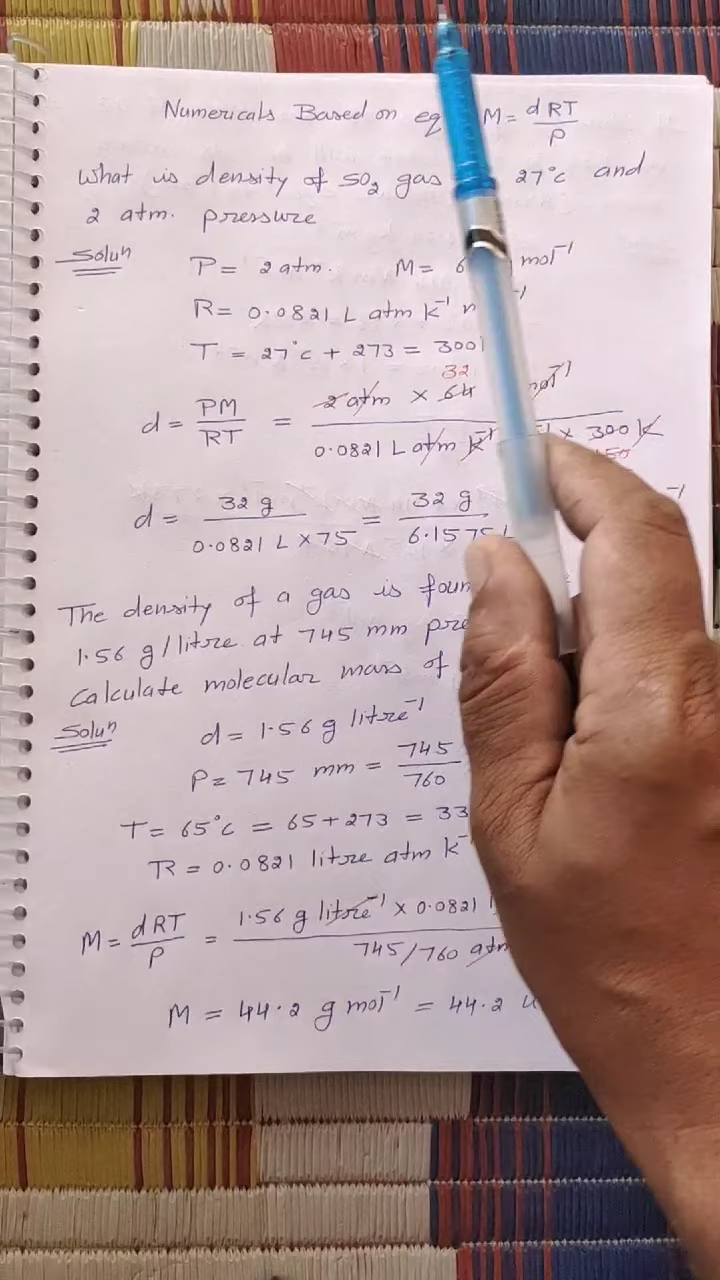 Numericals Based on eq M = dRT/P
What is density of SO₂ gas 27°c and
2 atm. pressure
Solun P = 2 atm. M = 6 mol⁻¹
R = 0.0821 L atm k⁻¹
T = 27°c + 273 = 300
d = PM/RT = 2 atm × 64 32 mol⁻¹ / 0.0821 L atm k⁻¹ × 300 k 150
d = 32 g / 0.0821 L × 75 = 32 g / 6.1575 L
The density of a gas is
1.56 g/litre at 745 mm
calculate molecular mass of
Solun d = 1.56 g litre⁻¹
P = 745 mm = 745/760
T = 65°c = 65 + 273 = 33
R = 0.0821 litre atm k⁻
M = dRT/P = 1.56 g litre⁻¹ × 0.0821 / 745/760 atm
M = 44.2 g mol⁻¹ = 44.2 u